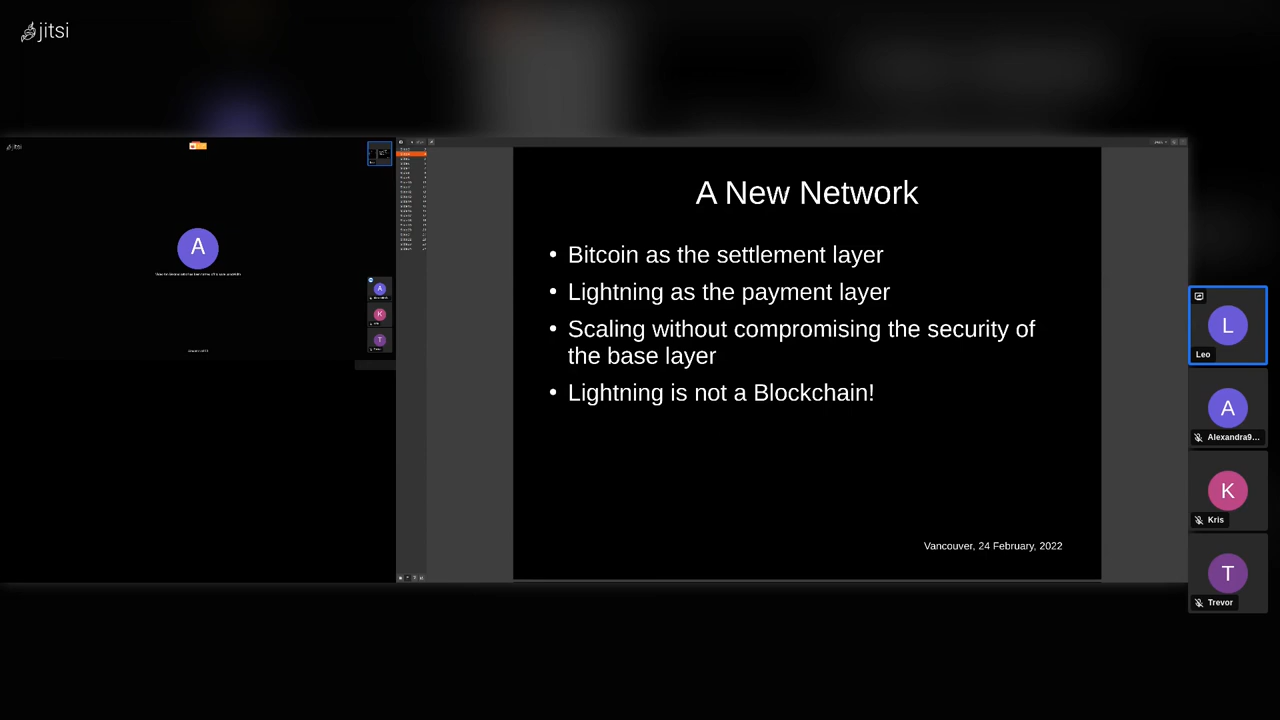 jitsi
jitsi
A
A
K
T
A New Network
• Bitcoin as the settlement layer
• Lightning as the payment layer
• Scaling without compromising the security of
the base layer
• Lightning is not a Blockchain!
Vancouver, 24 February, 2022
L
Leo
A
Alexandra9...
K
Kris
T
Trevor